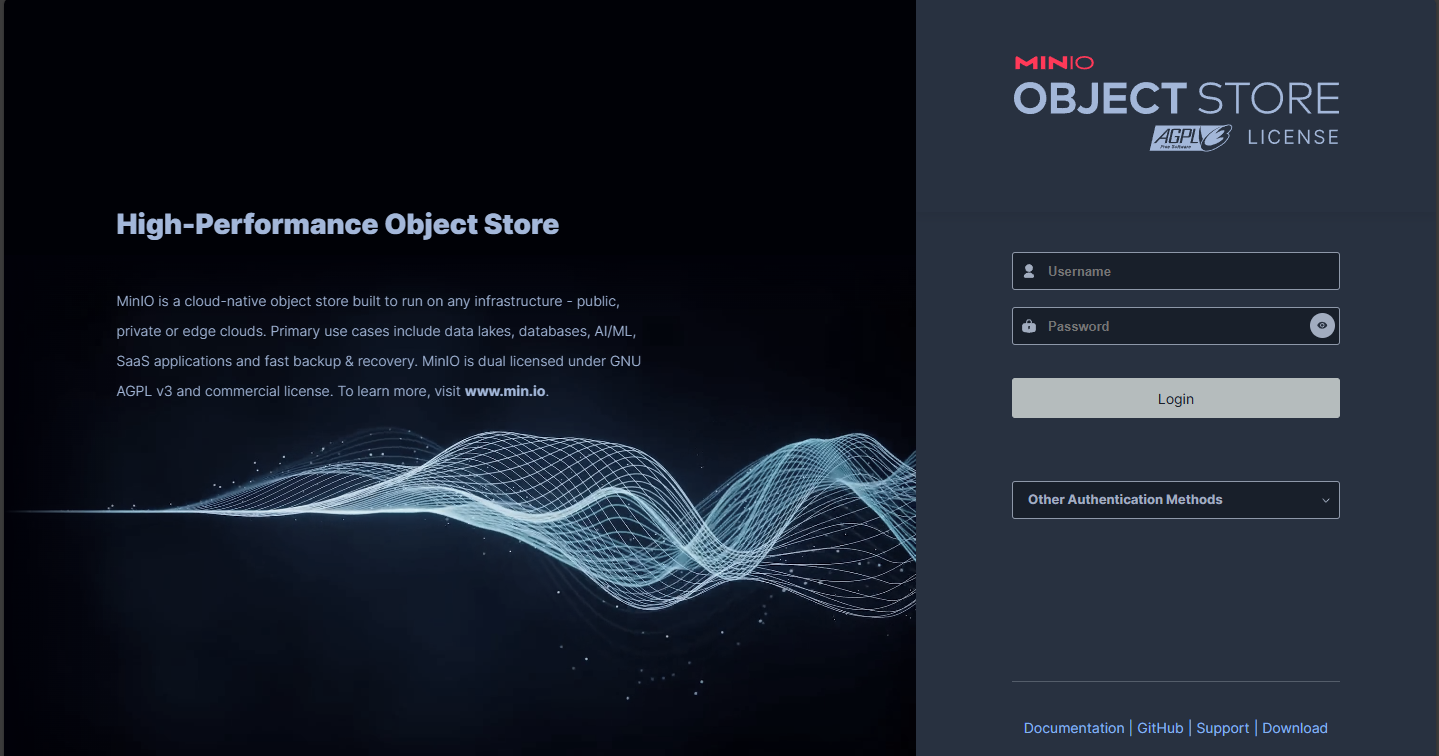 High-Performance Object Store
MinIO is a cloud-native object store built to run on any infrastructure - public,
private or edge clouds. Primary use cases include data lakes, databases, AI/ML,
SaaS applications and fast backup & recovery. MinIO is dual licensed under GNU
AGPL v3 and commercial license. To learn more, visit www.min.io.
MINIO
OBJECT STORE
AGPL Free Software LICENSE
Username
Password
Login
Other Authentication Methods
Documentation | GitHub | Support | Download